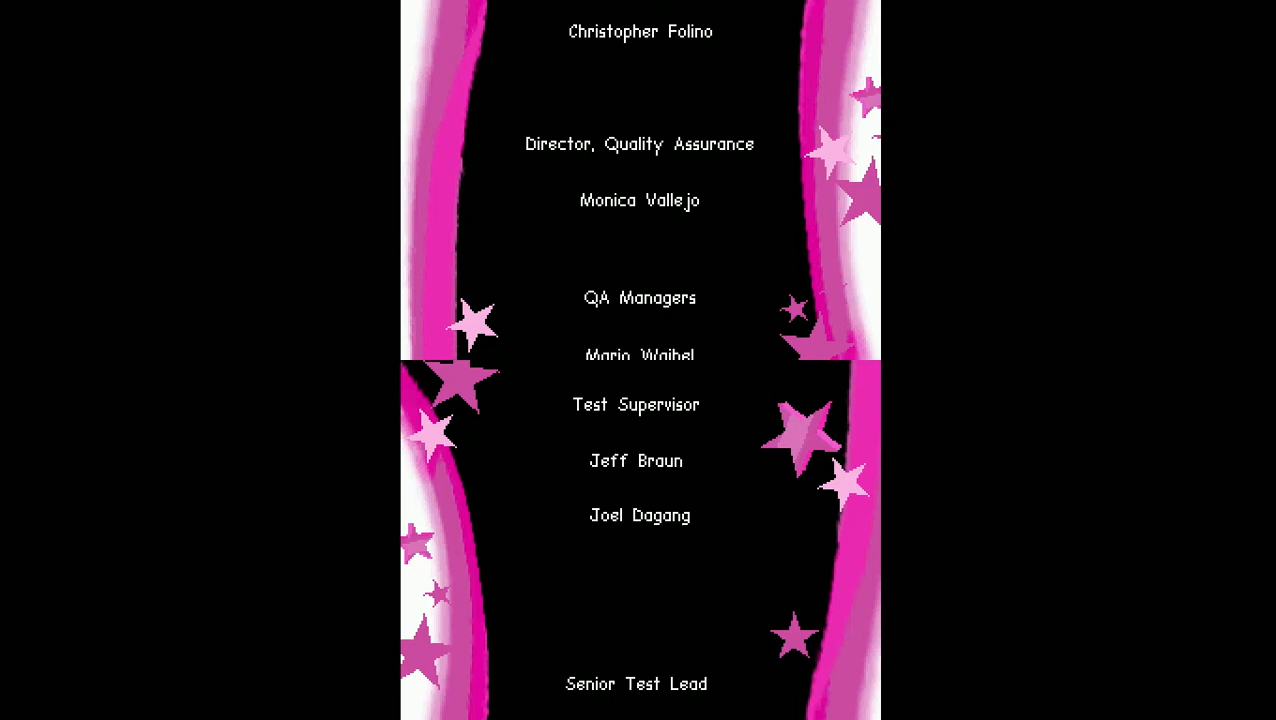 Christopher Folino
Director, Quality Assurance
Monica Vallejo
QA Managers
Mario Waibel
Test Supervisor
Jeff Braun
Joel Dagang
Senior Test Lead